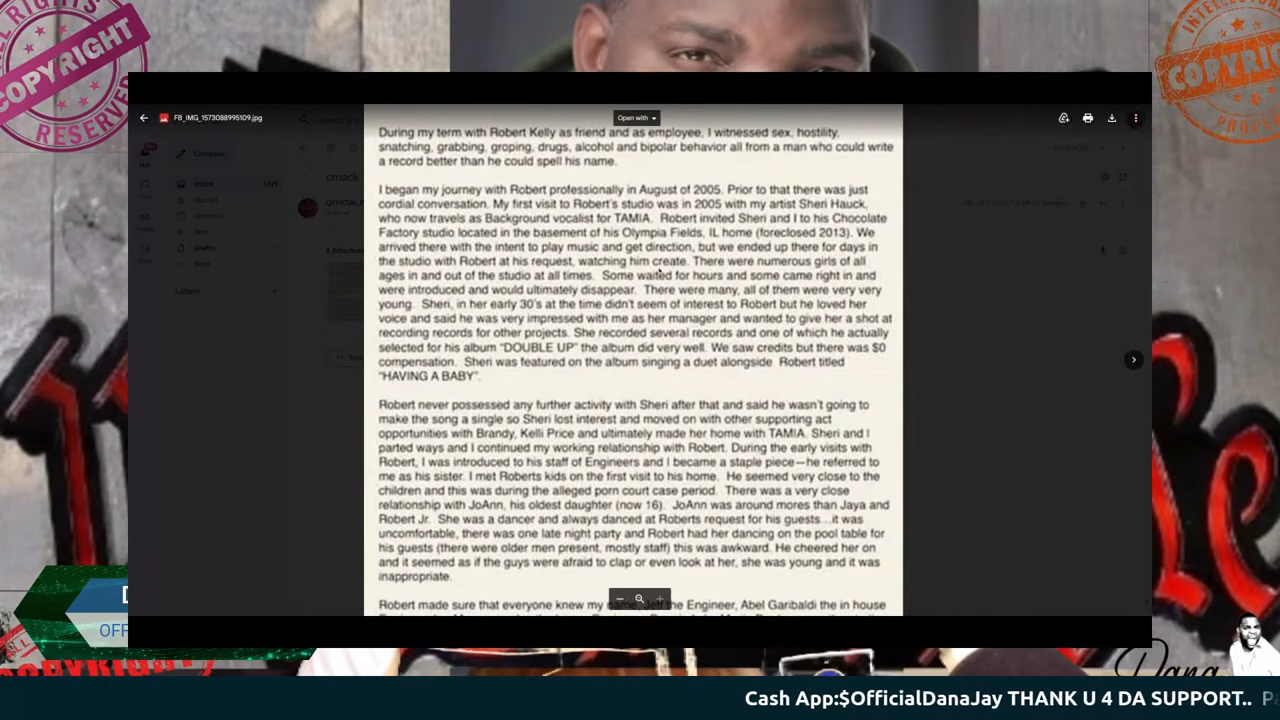 COPYRIGHT
RESERVED
COPYRIG
FB_IMG_1573088995109.jpg
Open with
During my term with Robert Kelly as friend and as employee, I witnessed sex, hostility,
snatching, grabbing, groping, drugs, alcohol and bipolar behavior all from a man who could write
a record better than he could spell his name.
I began my journey with Robert professionally in August of 2005. Prior to that there was just
cordial conversation. My first visit to Robert's studio was in 2005 with my artist Sheri Hauck,
who now travels as Background vocalist for TAMIA. Robert invited Sheri and I to his Chocolate
Factory studio located in the basement of his Olympia Fields, IL home (foreclosed 2013). We
arrived there with the intent to play music and get direction, but we ended up there for days in
the studio with Robert at his request, watching him create. There were numerous girls of all
ages in and out of the studio at all times. Some waited for hours and some came right in and
were introduced and would ultimately disappear. There were many, all of them were very very
young. Sheri, in her early 30's at the time didn't seem of interest to Robert but he loved her
voice and said he was very impressed with me as her manager and wanted to give her a shot at
recording records for other projects. She recorded several records and one of which he actually
selected for his album "DOUBLE UP" the album did very well. We saw credits but there was $0
compensation. Sheri was featured on the album singing a duet alongside Robert titled
"HAVING A BABY".
Robert never possessed any further activity with Sheri after that and said he wasn't going to
make the song a single so Sheri lost interest and moved on with other supporting act
opportunities with Brandy, Kelli Price and ultimately made her home with TAMIA. Sheri and I
parted ways and I continued my working relationship with Robert. During the early visits with
Robert, I was introduced to his staff of Engineers and I became a staple piece—he referred to
me as his sister. I met Roberts kids on the first visit to his home. He seemed very close to the
children and this was during the alleged porn court case period. There was a very close
relationship with JoAnn, his oldest daughter (now 16). JoAnn was around mores than Jaya and
Robert Jr. She was a dancer and always danced at Roberts request for his guests...it was
uncomfortable, there was one late night party and Robert had her dancing on the pool table for
his guests (there were older men present, mostly staff) this was awkward. He cheered her on
and it seemed as if the guys were afraid to clap or even look at her, she was young and it was
inappropriate.
Robert made sure that everyone knew my name, Jeff the Engineer, Abel Garibaldi the in house
Compose
Inbox
Drafts
More
Labels
cmack
D
OFF
COPYRIGHT
Dana
Cash App:$OfficialDanaJay THANK U 4 DA SUPPORT.. P